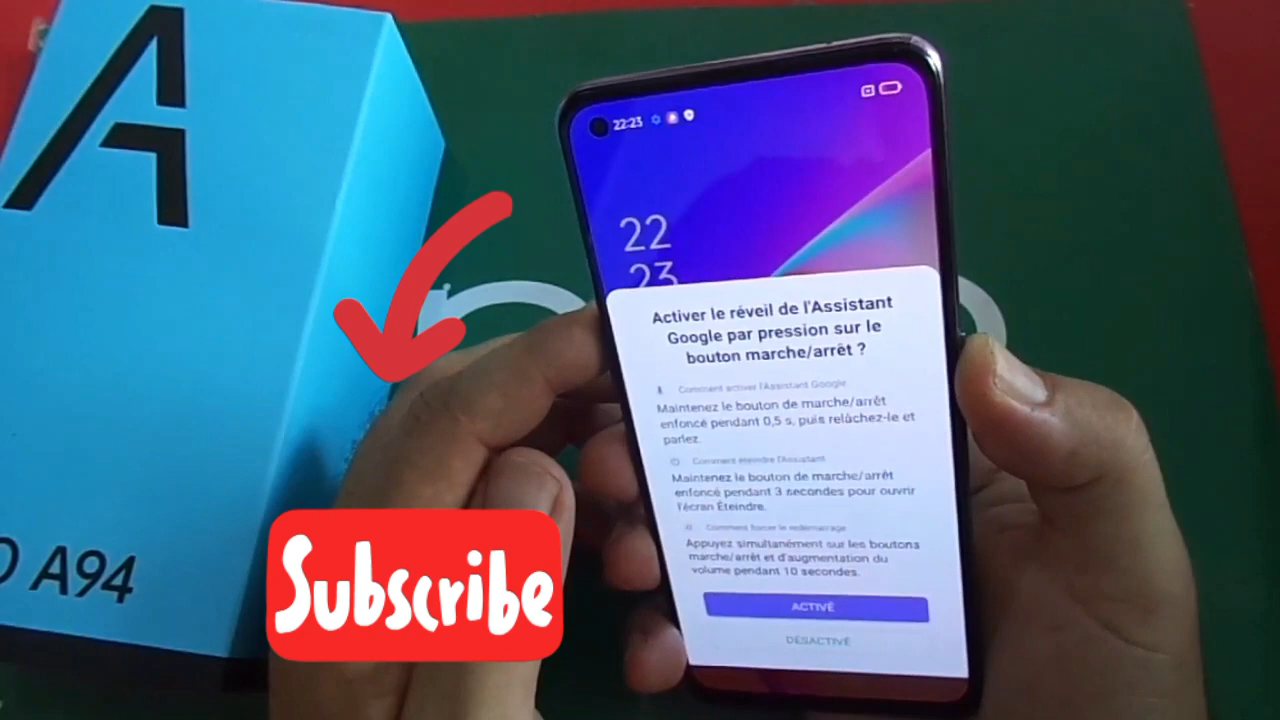 A
O A94
22:23
22
23
Activer le réveil de l'Assistant
Google par pression sur le
bouton marche/arrêt ?
Comment activer l'Assistant Google
Maintenez le bouton de marche/arrêt
enfoncé pendant 0,5 s, puis relâchez-le et
parlez.
Comment éteindre l'Assistant
Maintenez le bouton de marche/arrêt
enfoncé pendant 3 secondes pour ouvrir
l'écran Éteindre.
Comment forcer le redémarrage
Appuyez simultanément sur les boutons
marche/arrêt et d'augmentation du
volume pendant 10 secondes.
ACTIVÉ
DÉSACTIVÉ
Subscribe